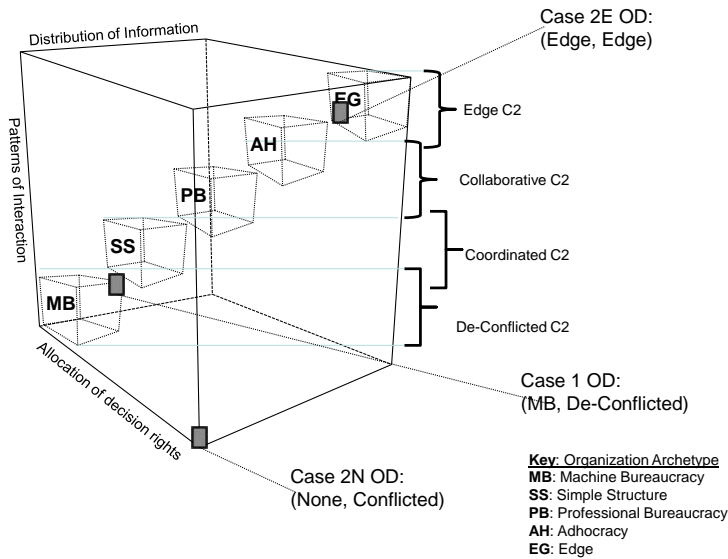 Case 2E OD:
(Edge, Edge)
Distribution of Information
Patterns of Interaction
Allocation of decision rights
EG
AH
PB
SS
MB
Edge C2
Collaborative C2
Coordinated C2
De-Conflicted C2
Case 1 OD:
(MB, De-Conflicted)
Case 2N OD:
(None, Conflicted)
Key: Organization Archetype
MB: Machine Bureaucracy
SS: Simple Structure
PB: Professional Bureaucracy
AH: Adhocracy
EG: Edge